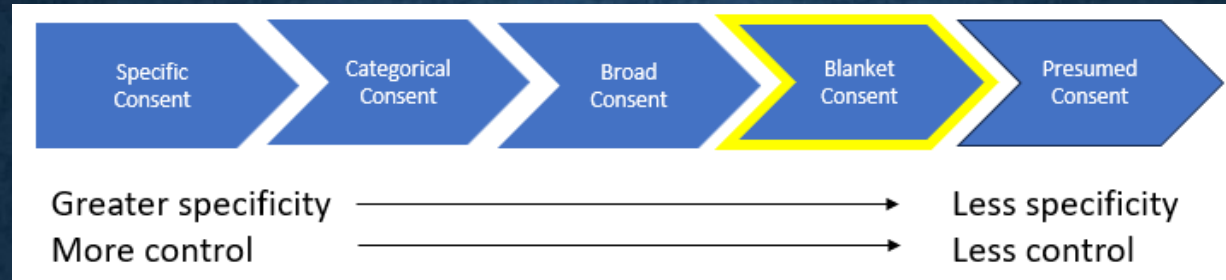 Specific
Consent
Categorical
Consent
Broad
Consent
Blanket
Consent
Presumed
Consent
Greater specificity
Less specificity
More control
Less control